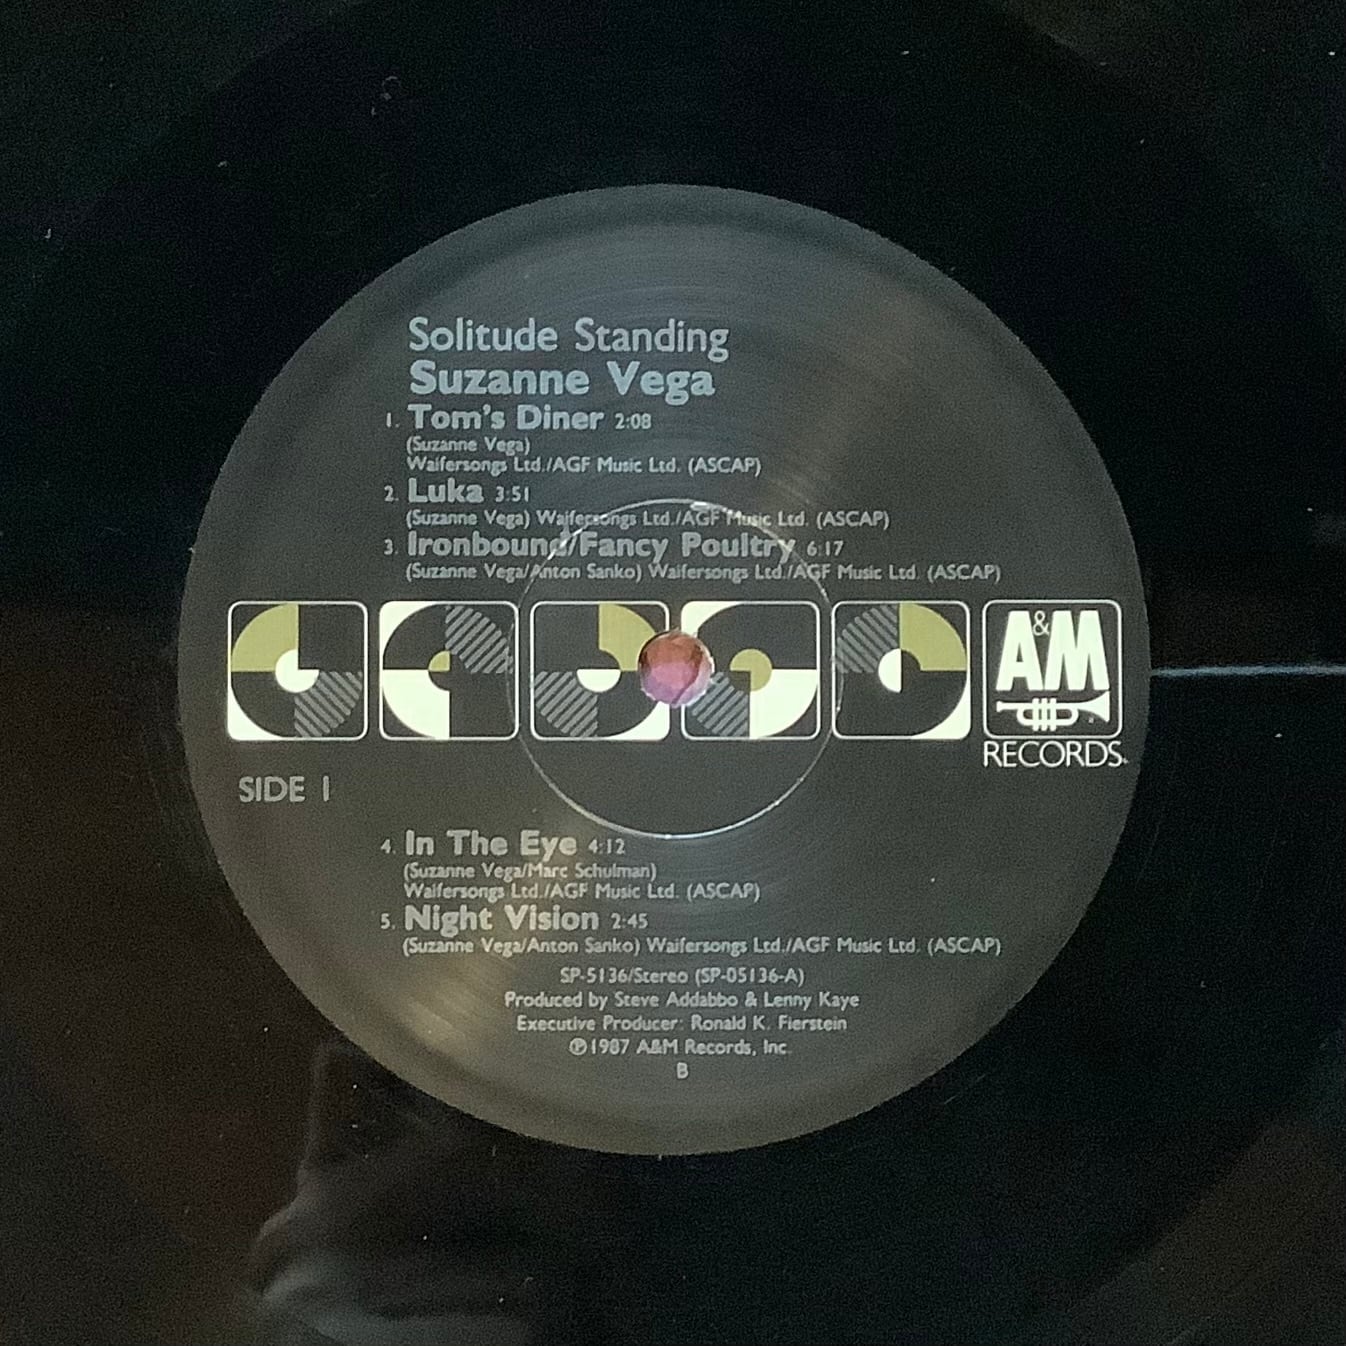 Solitude Standing
Suzanne Vega
1. Tom's Diner 2:08
(Suzanne Vega)
Waifersongs Ltd./AGF Music Ltd. (ASCAP)
2. Luka 3:51
(Suzanne Vega) Waifersongs Ltd./AGF Music Ltd. (ASCAP)
3. Ironbound/Fancy Poultry 6:17
(Suzanne Vega/Anton Sanko) Waifersongs Ltd./AGF Music Ltd. (ASCAP)
A&M
RECORDS
SIDE 1
4. In The Eye 4:12
(Suzanne Vega/Marc Schulman)
Waifersongs Ltd./AGF Music Ltd. (ASCAP)
5. Night Vision 2:45
(Suzanne Vega/Anton Sanko) Waifersongs Ltd./AGF Music Ltd. (ASCAP)
SP-5136/Stereo (SP-05136-A)
Produced by Steve Addabbo & Lenny Kaye
Executive Producer: Ronald K. Fierstein
℗1987 A&M Records, Inc.
B